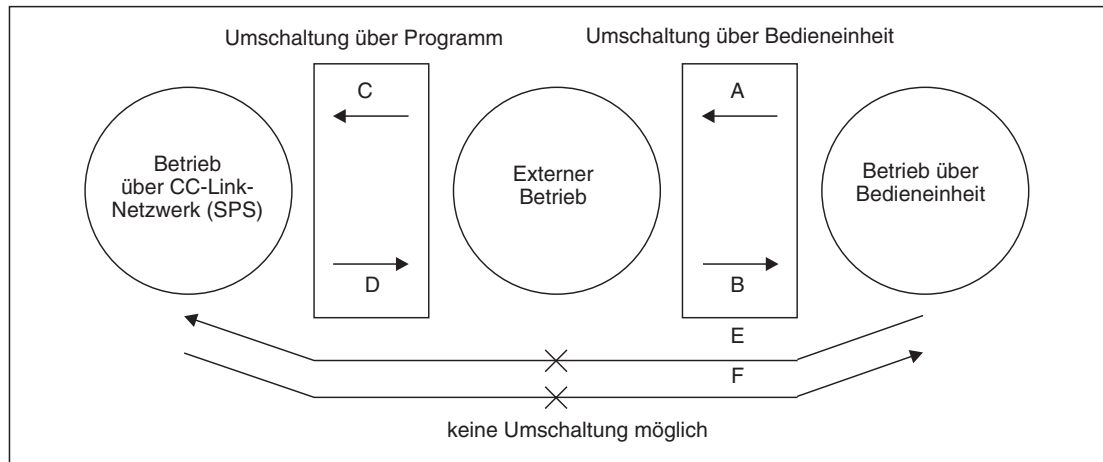 Umschaltung über Programm
Umschaltung über Bedieneinheit
C
A
Betrieb
über CC-Link-
Netzwerk (SPS)
Externer
Betrieb
Betrieb über
Bedieneinheit
D
B
E
F
keine Umschaltung möglich